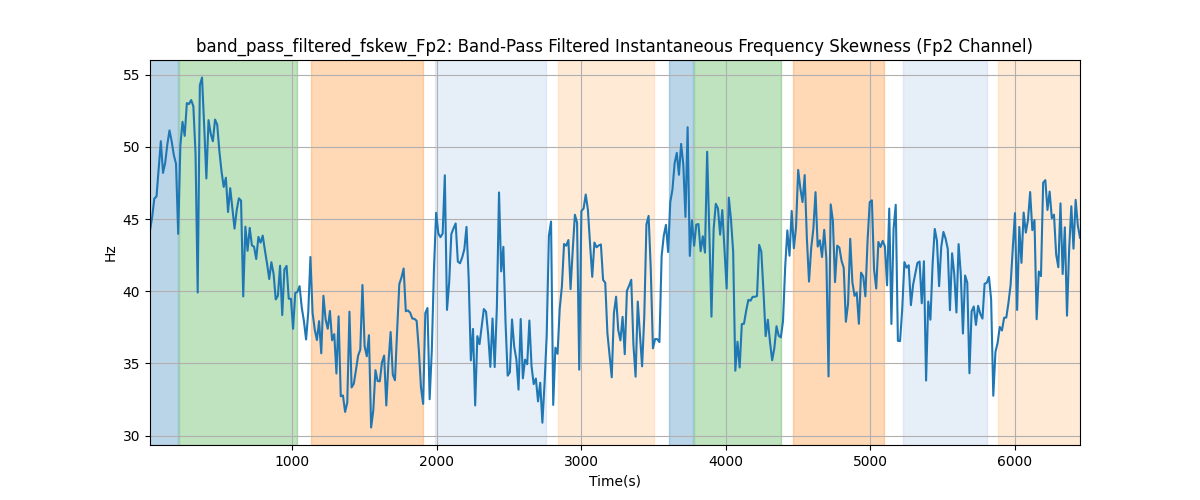 band_pass_filtered_fskew_Fp2: Band-Pass Filtered Instantaneous Frequency Skewness (Fp2 Channel)
Hz
55
50
45
40
35
30
1000 2000 3000 4000 5000 6000
Time(s)